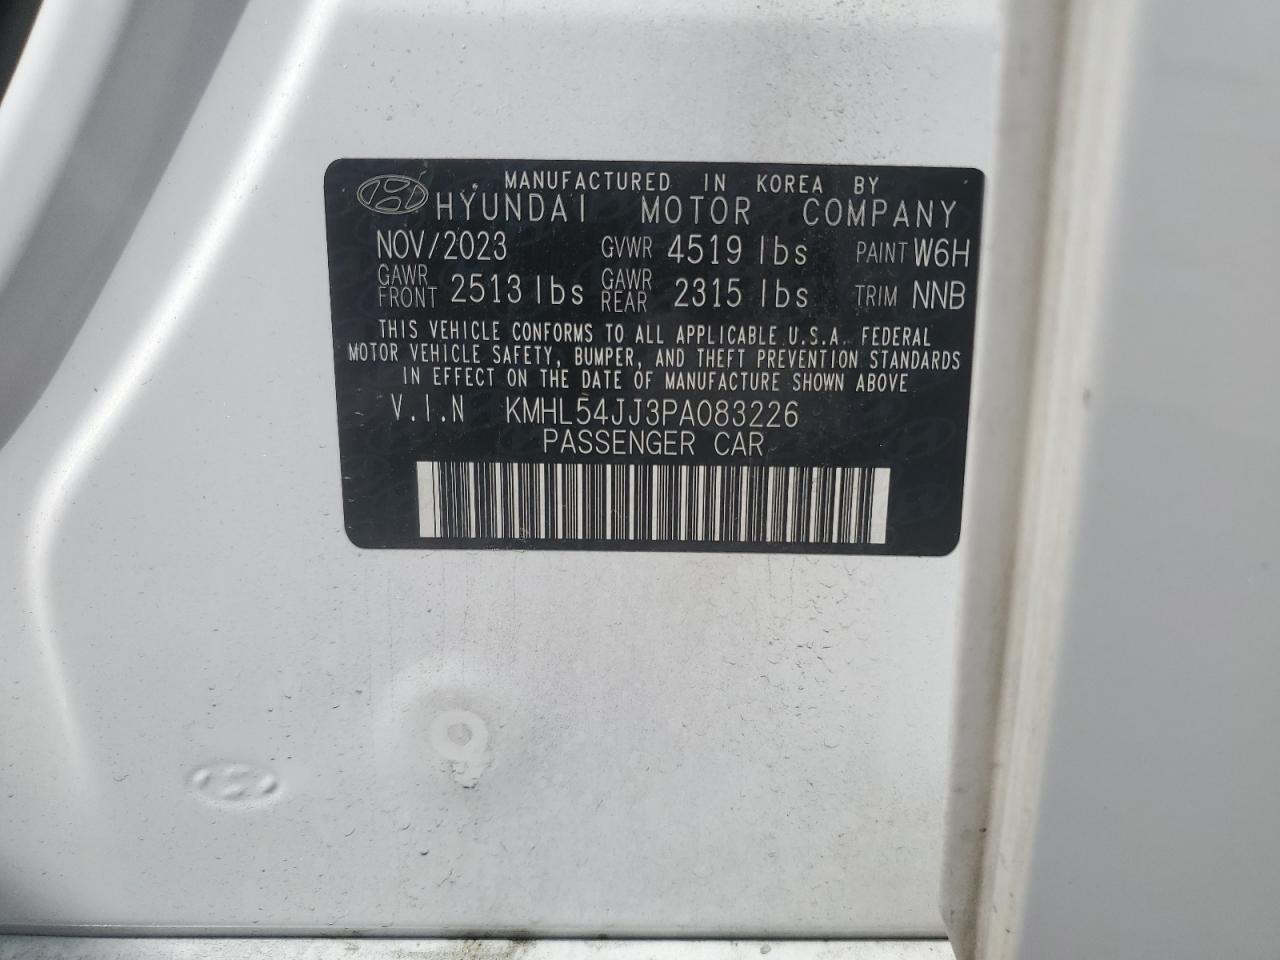 MANUFACTURED IN KOREA BY
HYUNDAI MOTOR COMPANY
NOV/2023 GVWR 4519 lbs PAINT W6H
GAWR FRONT 2513 lbs GAWR REAR 2315 lbs TRIM NNB
THIS VEHICLE CONFORMS TO ALL APPLICABLE U.S.A. FEDERAL
MOTOR VEHICLE SAFETY, BUMPER, AND THEFT PREVENTION STANDARDS
IN EFFECT ON THE DATE OF MANUFACTURE SHOWN ABOVE
V.I.N KMHL54JJ3PA083226
PASSENGER CAR